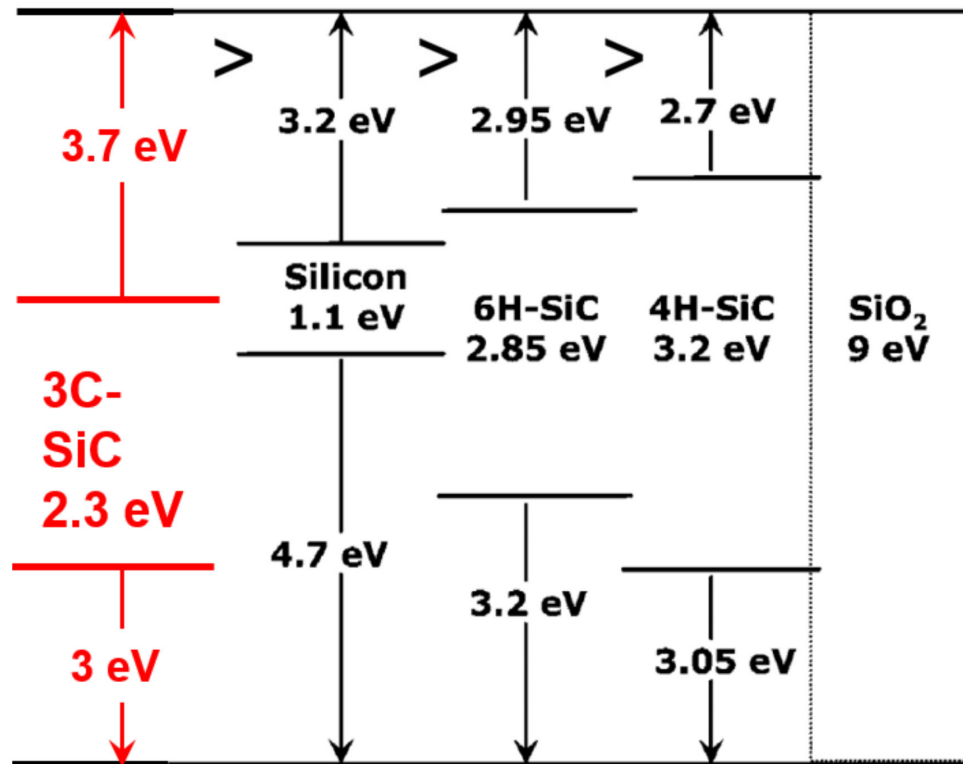 > > >
3.7 eV
3.2 eV
2.95 eV
2.7 eV
Silicon
1.1 eV
6H-SiC
2.85 eV
4H-SiC
3.2 eV
SiO₂
9 eV
3C-
SiC
2.3 eV
4.7 eV
3.2 eV
3 eV
3.05 eV